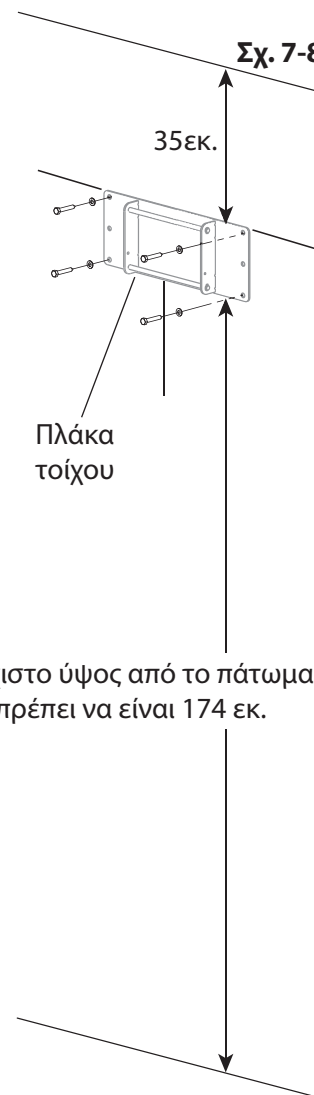 Σχ. 7-8
35εκ.
Πλάκα
τοίχου
ιστο ύψος από το πάτωμα
πρέπει να είναι 174 εκ.